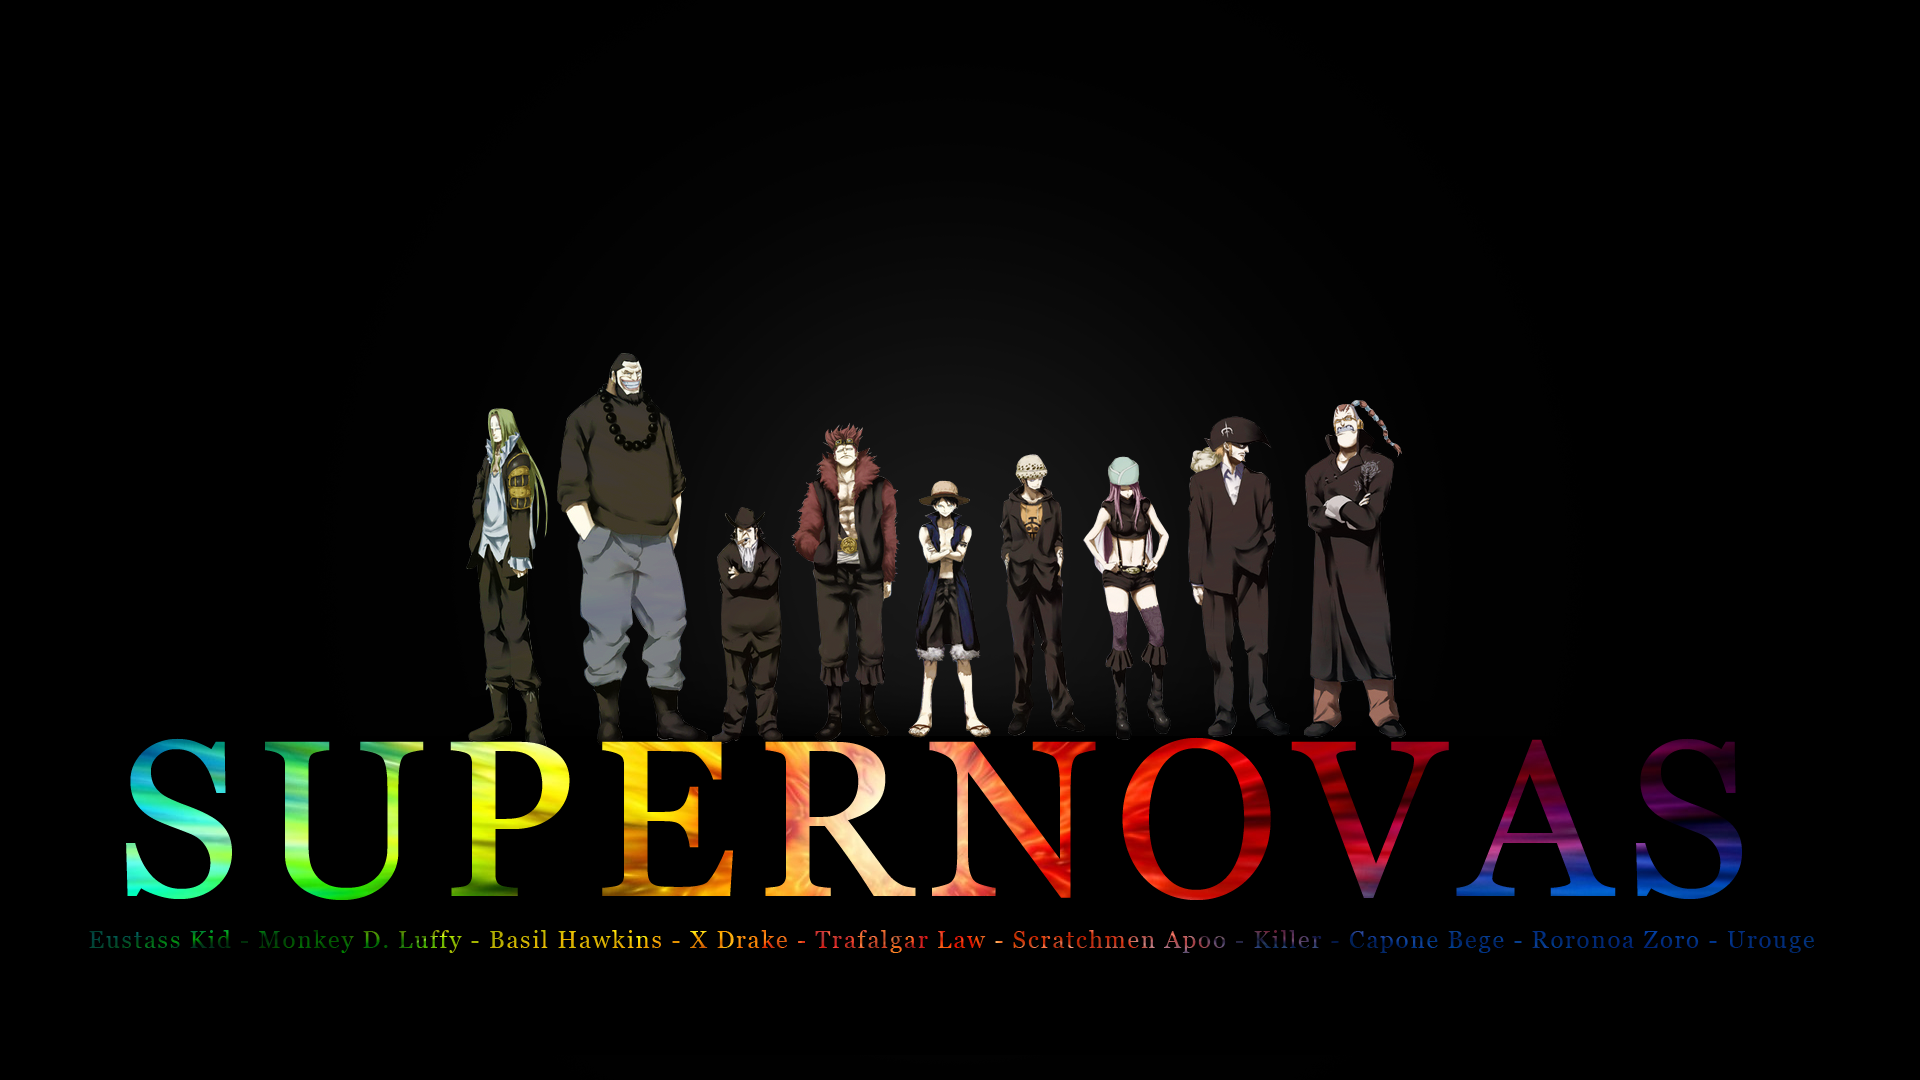 SUPERNOVAS
Eustass Kid - Monkey D. Luffy - Basil Hawkins - X Drake - Trafalgar Law - Scratchmen Apoo - Killer - Capone Bege - Roronoa Zoro - Urouge